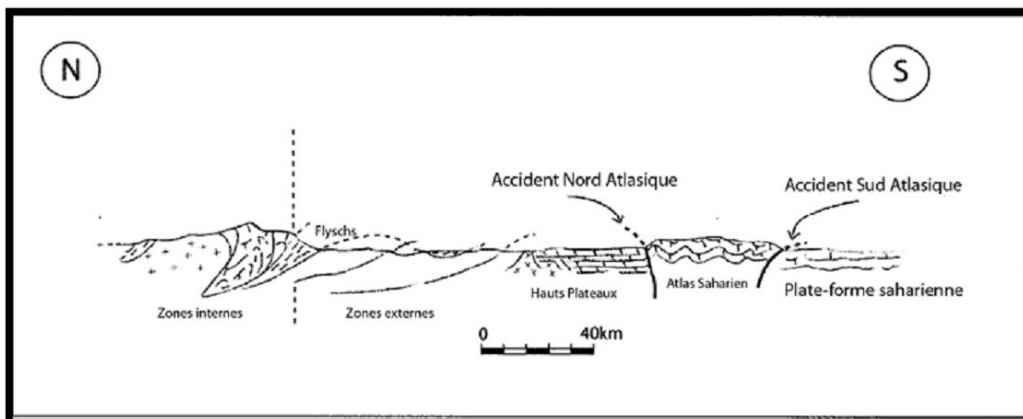 N
S
Accident Nord Atlasique
Accident Sud Atlasique
Flyschs
Zones internes
Zones externes
Hauts Plateaux
Atlas Saharien
Plate-forme saharienne
0 40km